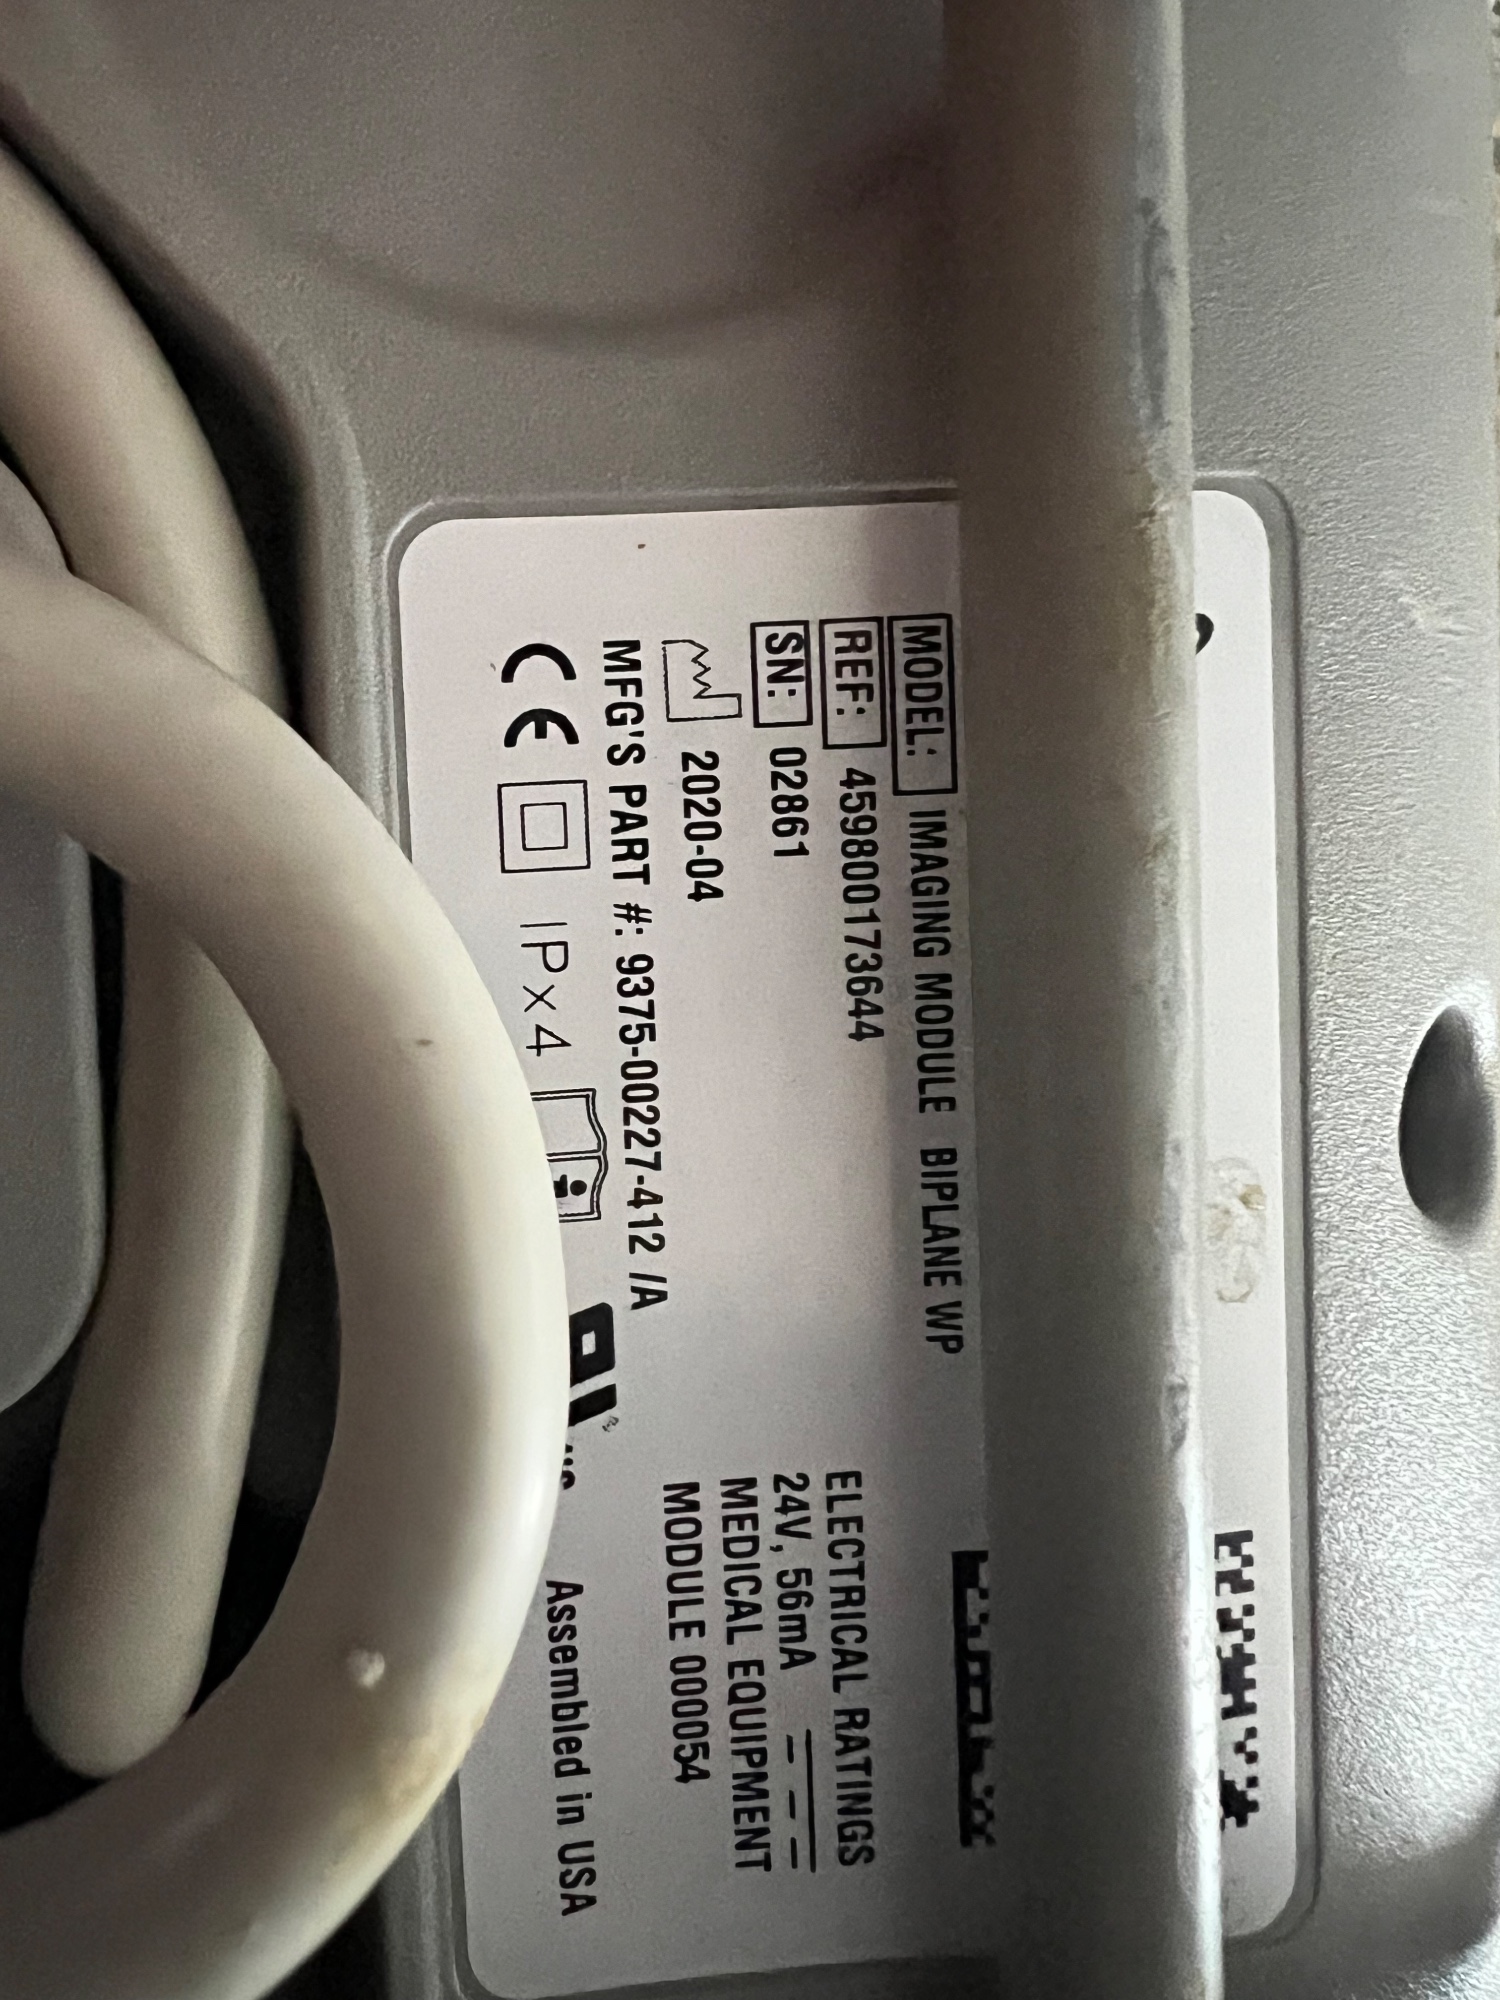 MODEL: IMAGING MODULE BIPLANE WP
REF: 459800173644
SN: 02861
2020-04
MFG'S PART #: 9375-00227-412 /A
CE IPx4
ELECTRICAL RATINGS
24V, 56mA
MEDICAL EQUIPMENT
MODULE 000054
Assembled in USA